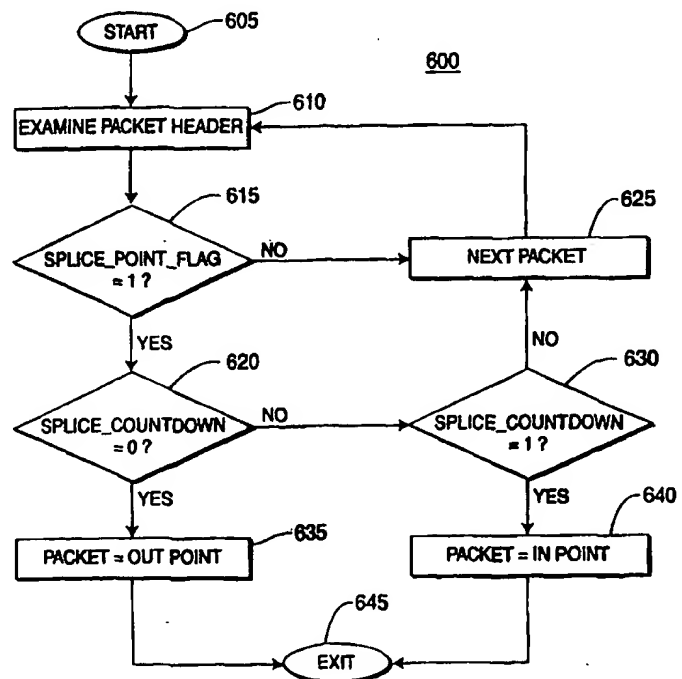 START
605
600
EXAMINE PACKET HEADER
610
615
625
SPLICE_POINT_FLAG
= 1 ?
NO
NEXT PACKET
YES
NO
620
630
SPLICE_COUNTDOWN
= 0 ?
NO
SPLICE_COUNTDOWN
= 1 ?
YES
YES
635
640
PACKET = OUT POINT
PACKET = IN POINT
645
EXIT